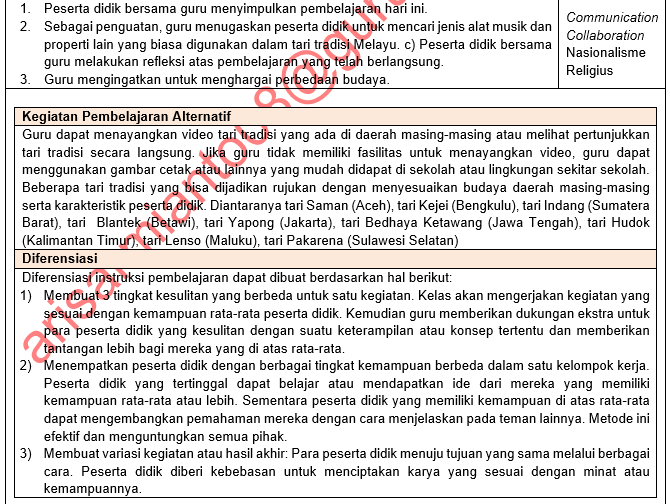 1. Peserta didik bersama guru menyimpulkan pembelajaran hari ini.
2. Sebagai penguatan, guru menugaskan peserta didik untuk mencari jenis alat musik dan
properti lain yang biasa digunakan dalam tari tradisi Melayu. c) Peserta didik bersama
guru melakukan refleksi atas pembelajaran yang telah berlangsung.
3. Guru mengingatkan untuk menghargai perbedaan budaya.
Communication
Collaboration
Nasionalisme
Religius
Kegiatan Pembelajaran Alternatif
Guru dapat menayangkan video tari tradisi yang ada di daerah masing-masing atau melihat pertunjukkan
tari tradisi secara langsung. Jika guru tidak memiliki fasilitas untuk menayangkan video, guru dapat
menggunakan gambar cetak atau lainnya yang mudah didapat di sekolah atau lingkungan sekitar sekolah.
Beberapa tari tradisi yang bisa dijadikan rujukan dengan menyesuaikan budaya daerah masing-masing
serta karakteristik peserta didik. Diantaranya tari Saman (Aceh), tari Kejei (Bengkulu), tari Indang (Sumatera
Barat), tari Blantek (Betawi), tari Yapong (Jakarta), tari Bedhaya Ketawang (Jawa Tengah), tari Hudok
(Kalimantan Timur), tari Lenso (Maluku), tari Pakarena (Sulawesi Selatan)
Diferensiasi
Diferensiasi instruksi pembelajaran dapat dibuat berdasarkan hal berikut:
1) Membuat 3 tingkat kesulitan yang berbeda untuk satu kegiatan. Kelas akan mengerjakan kegiatan yang
sesuai dengan kemampuan rata-rata peserta didik. Kemudian guru memberikan dukungan ekstra untuk
para peserta didik yang kesulitan dengan suatu keterampilan atau konsep tertentu dan memberikan
tantangan lebih bagi mereka yang di atas rata-rata.
2) Menempatkan peserta didik dengan berbagai tingkat kemampuan berbeda dalam satu kelompok kerja.
Peserta didik yang tertinggal dapat belajar atau mendapatkan ide dari mereka yang memiliki
kemampuan rata-rata atau lebih. Sementara peserta didik yang memiliki kemampuan di atas rata-rata
dapat mengembangkan pemahaman mereka dengan cara menjelaskan pada teman lainnya. Metode ini
efektif dan menguntungkan semua pihak.
3) Membuat variasi kegiatan atau hasil akhir: Para peserta didik menuju tujuan yang sama melalui berbagai
cara. Peserta didik diberi kebebasan untuk menciptakan karya yang sesuai dengan minat atau
kemampuannya.